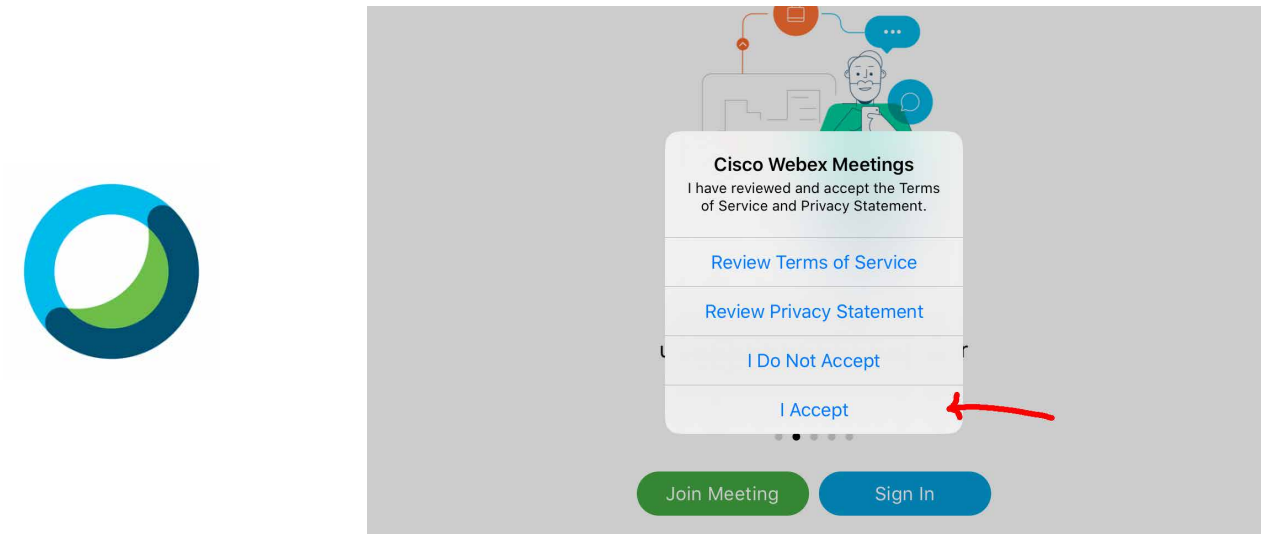 Cisco Webex Meetings
I have reviewed and accept the Terms
of Service and Privacy Statement.
Review Terms of Service
Review Privacy Statement
I Do Not Accept
I Accept
Join Meeting
Sign In